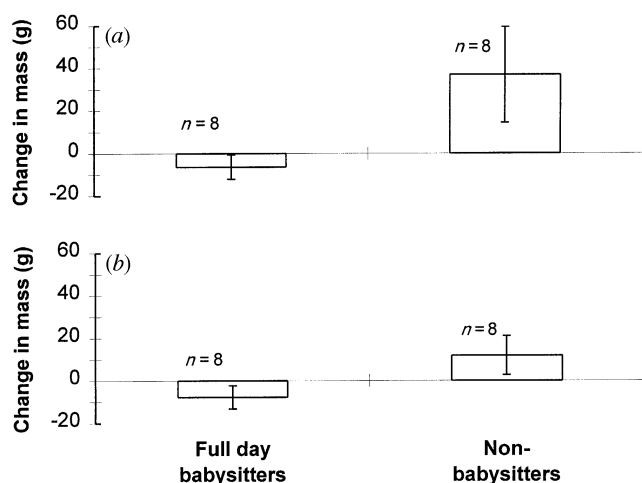 60
(a)
n = 8
40
n = 8
20
0
-20
Change in mass (g)
60
(b)
40
n = 8
20
n = 8
0
-20
Change in mass (g)
Full day
babysitters
Non-
babysitters